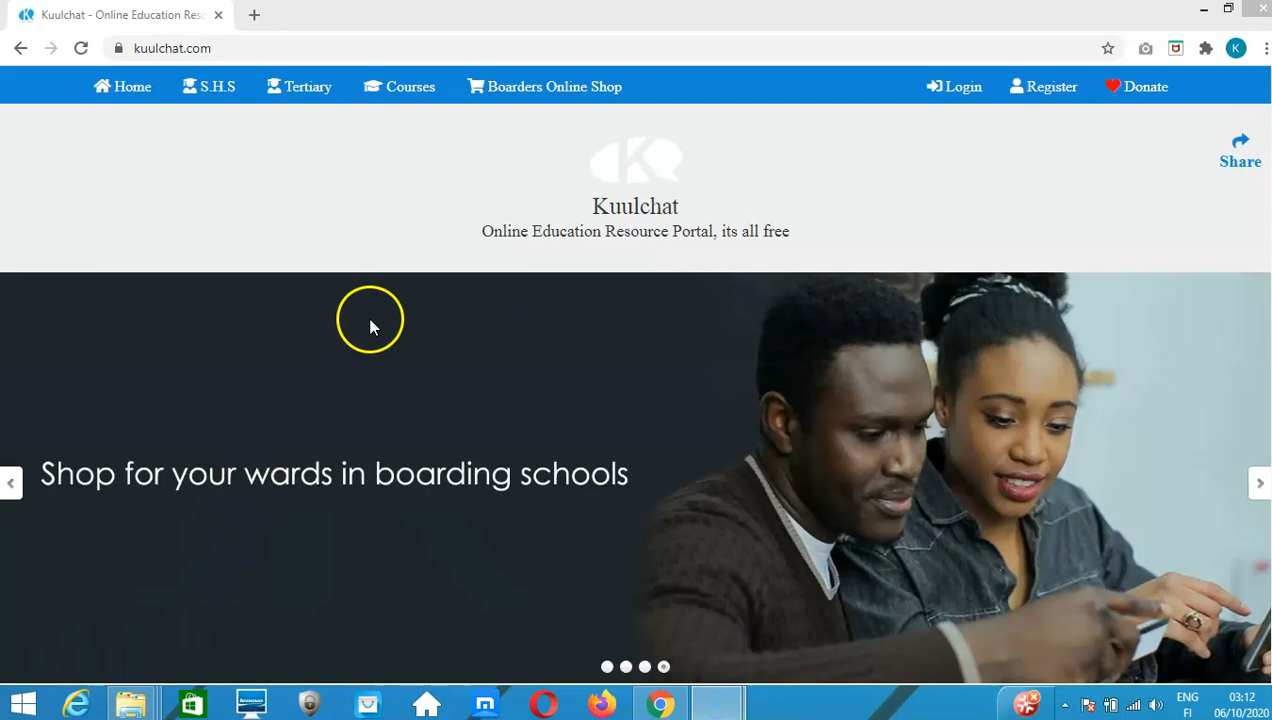 Kuulchat - Online Education Res
kuulchat.com
K
Home S.H.S Tertiary Courses Boarders Online Shop Login Register Donate
Share
K
Kuulchat
Online Education Resource Portal, its all free
Shop for your wards in boarding schools
ENG
FI
03:12
06/10/2020